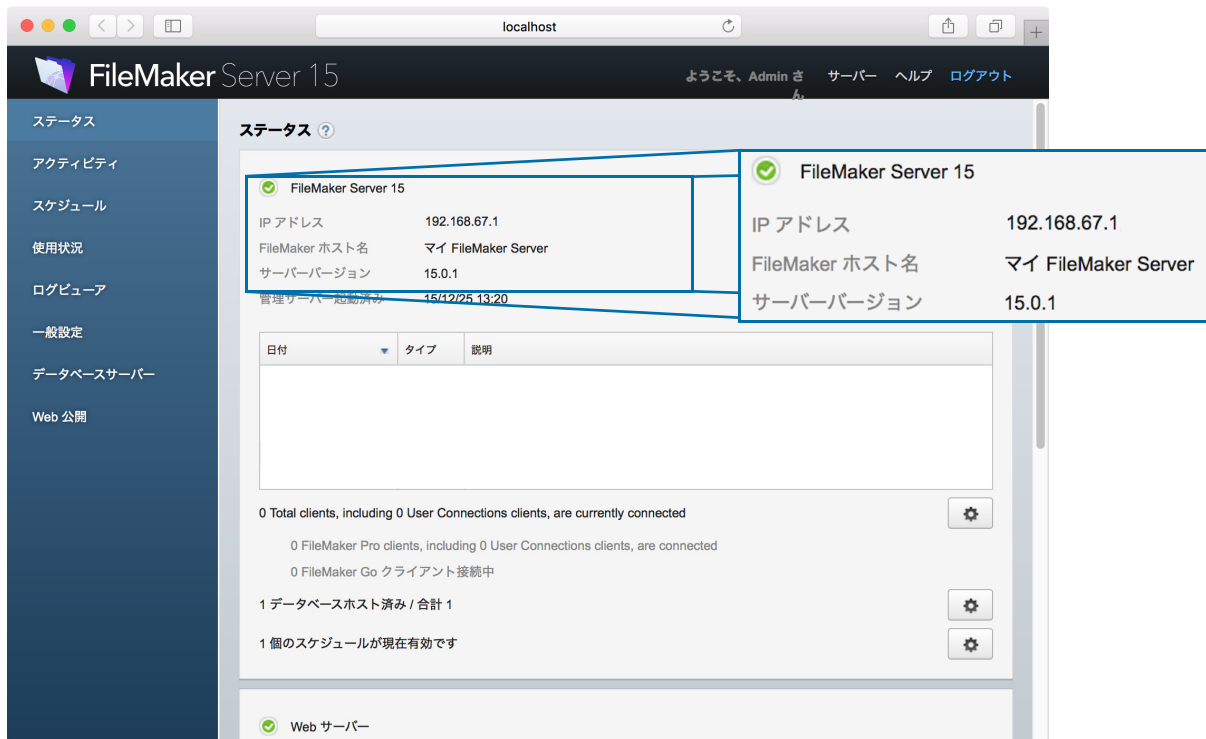 localhost
FileMaker Server 15
ようこそ、Admin さん
サーバー
ヘルプ
ログアウト
ステータス
アクティビティ
スケジュール
使用状況
ログビューア
一般設定
データベースサーバー
Web 公開
ステータス ?
FileMaker Server 15
IP アドレス 192.168.67.1
FileMaker ホスト名 マイ FileMaker Server
サーバーバージョン 15.0.1
管理サーバー起動済み 15/12/25 13:20
FileMaker Server 15
IP アドレス 192.168.67.1
FileMaker ホスト名 マイ FileMaker Server
サーバーバージョン 15.0.1
日付 タイプ 説明
0 Total clients, including 0 User Connections clients, are currently connected
0 FileMaker Pro clients, including 0 User Connections clients, are connected
0 FileMaker Go クライアント接続中
1 データベースホスト済み / 合計 1
1 個のスケジュールが現在有効です
Web サーバー